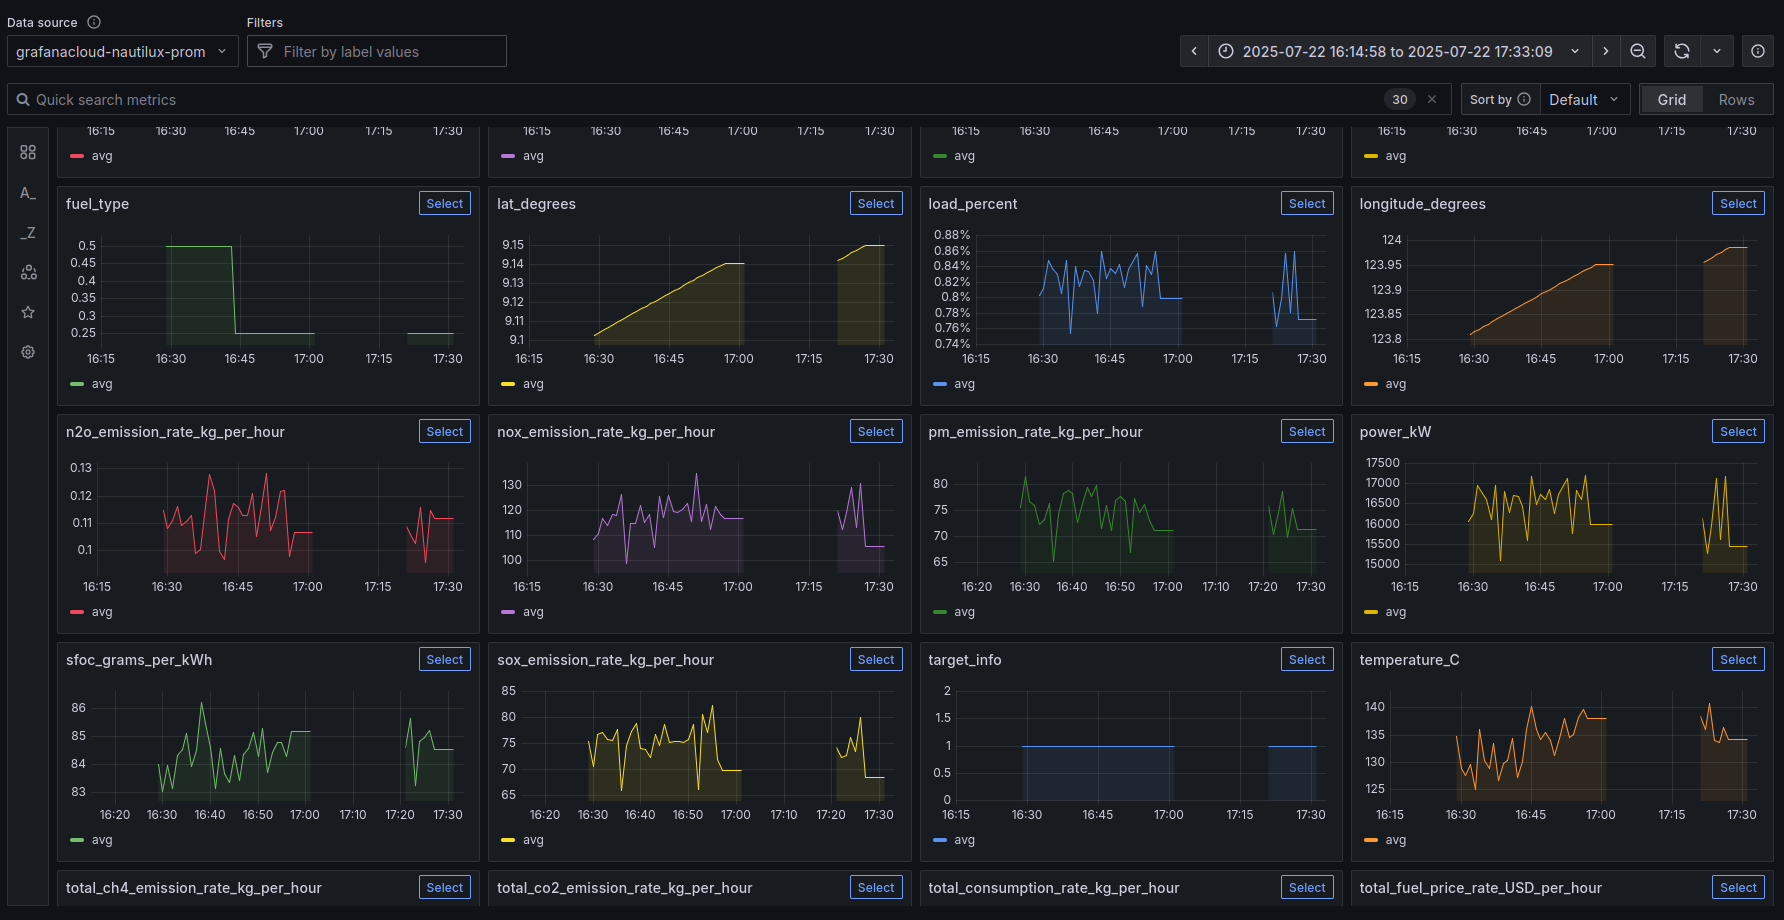 Data source
Filters
grafanacloud-nautilux-prom
Filter by label values
2025-07-22 16:14:58 to 2025-07-22 17:33:09
Quick search metrics
30
Sort by
Default
Grid
Rows
16:15 16:30 16:45 17:00 17:15 17:30
avg
16:15 16:30 16:45 17:00 17:15 17:30
avg
16:15 16:30 16:45 17:00 17:15 17:30
avg
16:15 16:30 16:45 17:00 17:15 17:30
avg
A_
_Z
fuel_type
Select
0.5
0.45
0.4
0.35
0.3
0.25
16:15 16:30 16:45 17:00 17:15 17:30
avg
lat_degrees
Select
9.15
9.14
9.13
9.12
9.11
9.1
16:15 16:30 16:45 17:00 17:15 17:30
avg
load_percent
Select
0.88%
0.86%
0.84%
0.82%
0.8%
0.78%
0.76%
0.74%
16:15 16:30 16:45 17:00 17:15 17:30
avg
longitude_degrees
Select
124
123.95
123.9
123.85
123.8
16:15 16:30 16:45 17:00 17:15 17:30
avg
n2o_emission_rate_kg_per_hour
Select
0.13
0.12
0.11
0.1
16:15 16:30 16:45 17:00 17:15 17:30
avg
nox_emission_rate_kg_per_hour
Select
130
120
110
100
16:15 16:30 16:45 17:00 17:15 17:30
avg
pm_emission_rate_kg_per_hour
Select
80
75
70
65
16:20 16:30 16:40 16:50 17:00 17:10 17:20 17:30
avg
power_kW
Select
17500
17000
16500
16000
15500
15000
16:15 16:30 16:45 17:00 17:15 17:30
avg
sfoc_grams_per_kWh
Select
86
85
84
83
16:20 16:30 16:40 16:50 17:00 17:10 17:20 17:30
avg
sox_emission_rate_kg_per_hour
Select
85
80
75
70
65
16:20 16:30 16:40 16:50 17:00 17:10 17:20 17:30
avg
target_info
Select
2
1.5
1
0.5
0
16:15 16:30 16:45 17:00 17:15 17:30
avg
temperature_C
Select
140
135
130
125
16:15 16:30 16:45 17:00 17:15 17:30
avg
total_ch4_emission_rate_kg_per_hour
Select
total_co2_emission_rate_kg_per_hour
Select
total_consumption_rate_kg_per_hour
Select
total_fuel_price_rate_USD_per_hour
Select